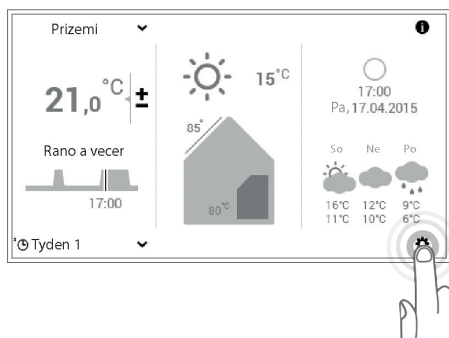 Prizemi
21,0 °C ±
Rano a vecer
17:00
Tyden 1
15°C
85°
80°C
17:00
Pa, 17.04.2015
So Ne Po
16°C 12°C 9°C
11°C 10°C 6°C